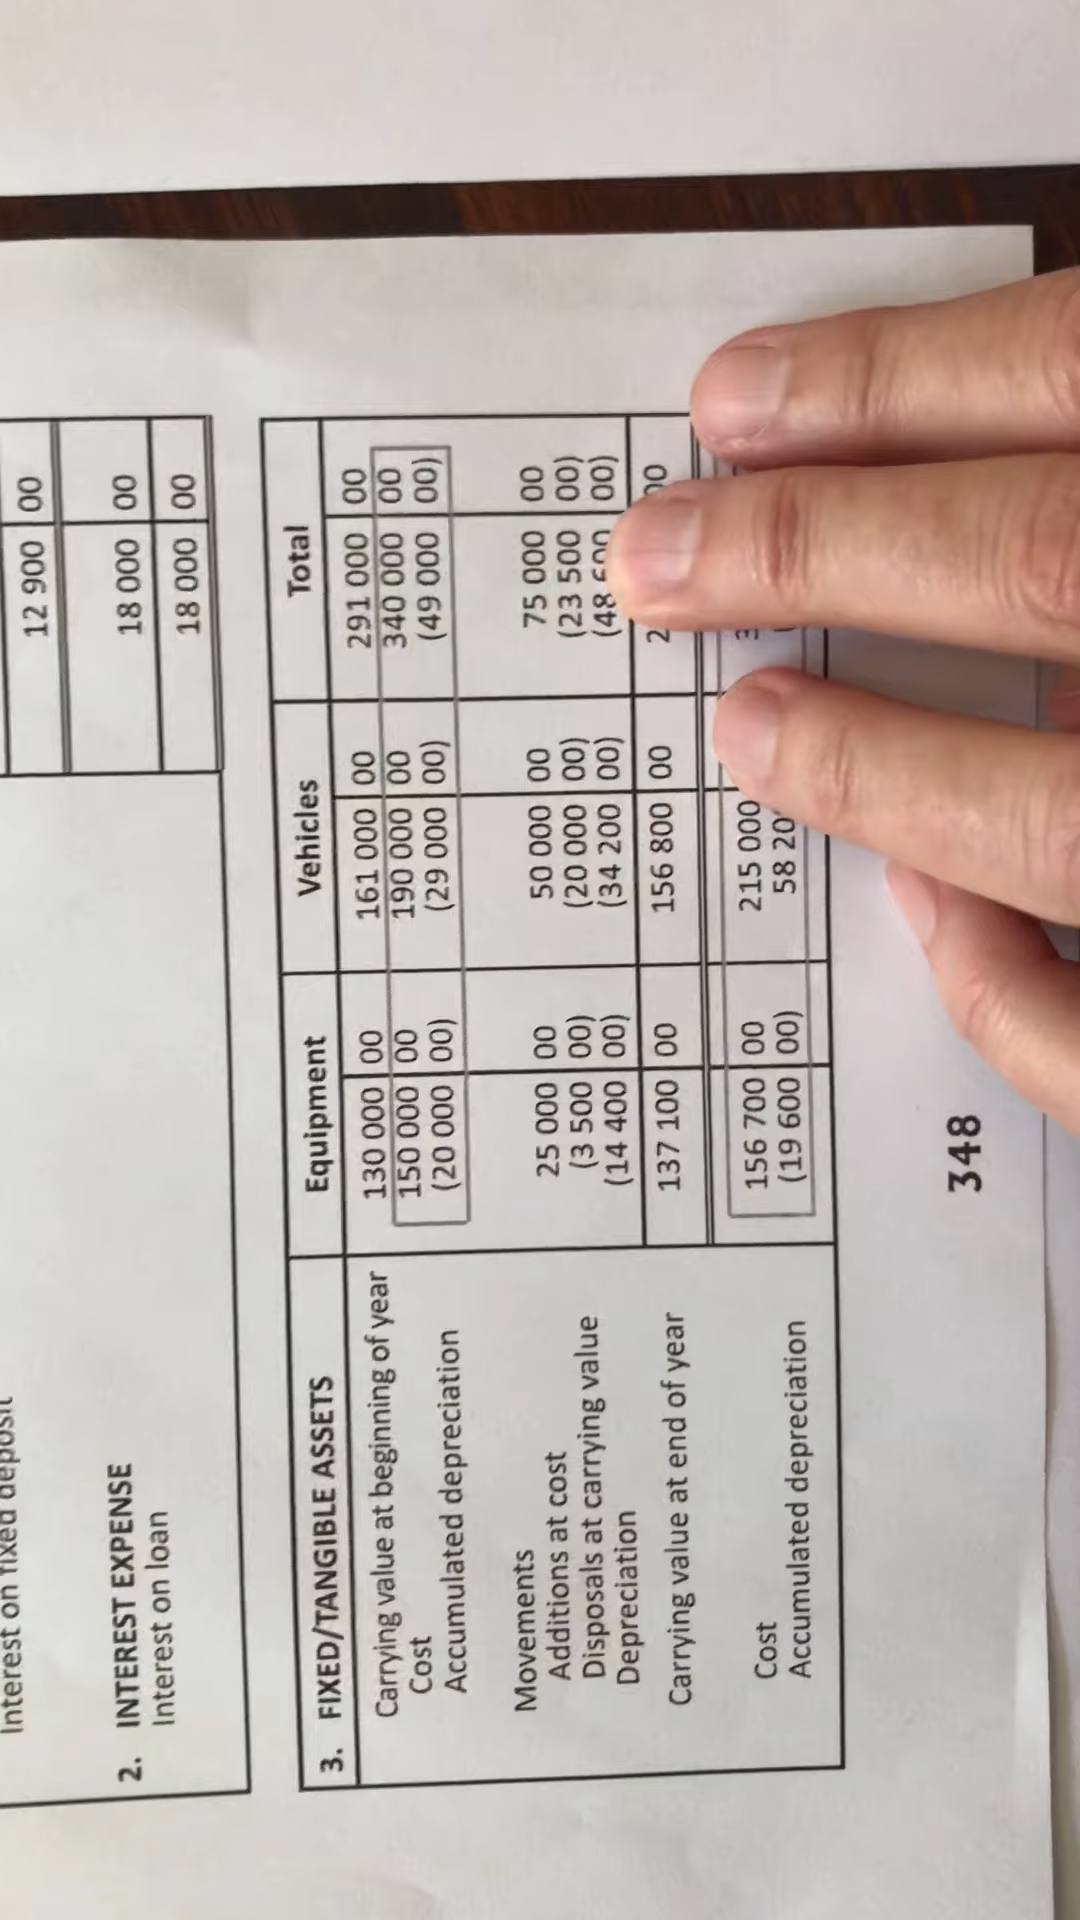 Interest on fixed deposit
12 900 00
2. INTEREST EXPENSE
18 000 00
Interest on loan
18 000 00
3. FIXED/TANGIBLE ASSETS Equipment Vehicles Total
Carrying value at beginning of year 130 000 00 161 000 00 291 000 00
Cost 150 000 00 190 000 00 340 000 00
Accumulated depreciation (20 000 00) (29 000 00) (49 000 00)
Movements
Additions at cost 25 000 00 50 000 00 75 000 00
Disposals at carrying value (3 500 00) (20 000 00) (23 500 00)
Depreciation (14 400 00) (34 200 00) (48 600 00)
Carrying value at end of year 137 100 00 156 800 00
Cost 156 700 00 215 000
Accumulated depreciation (19 600 00)
348